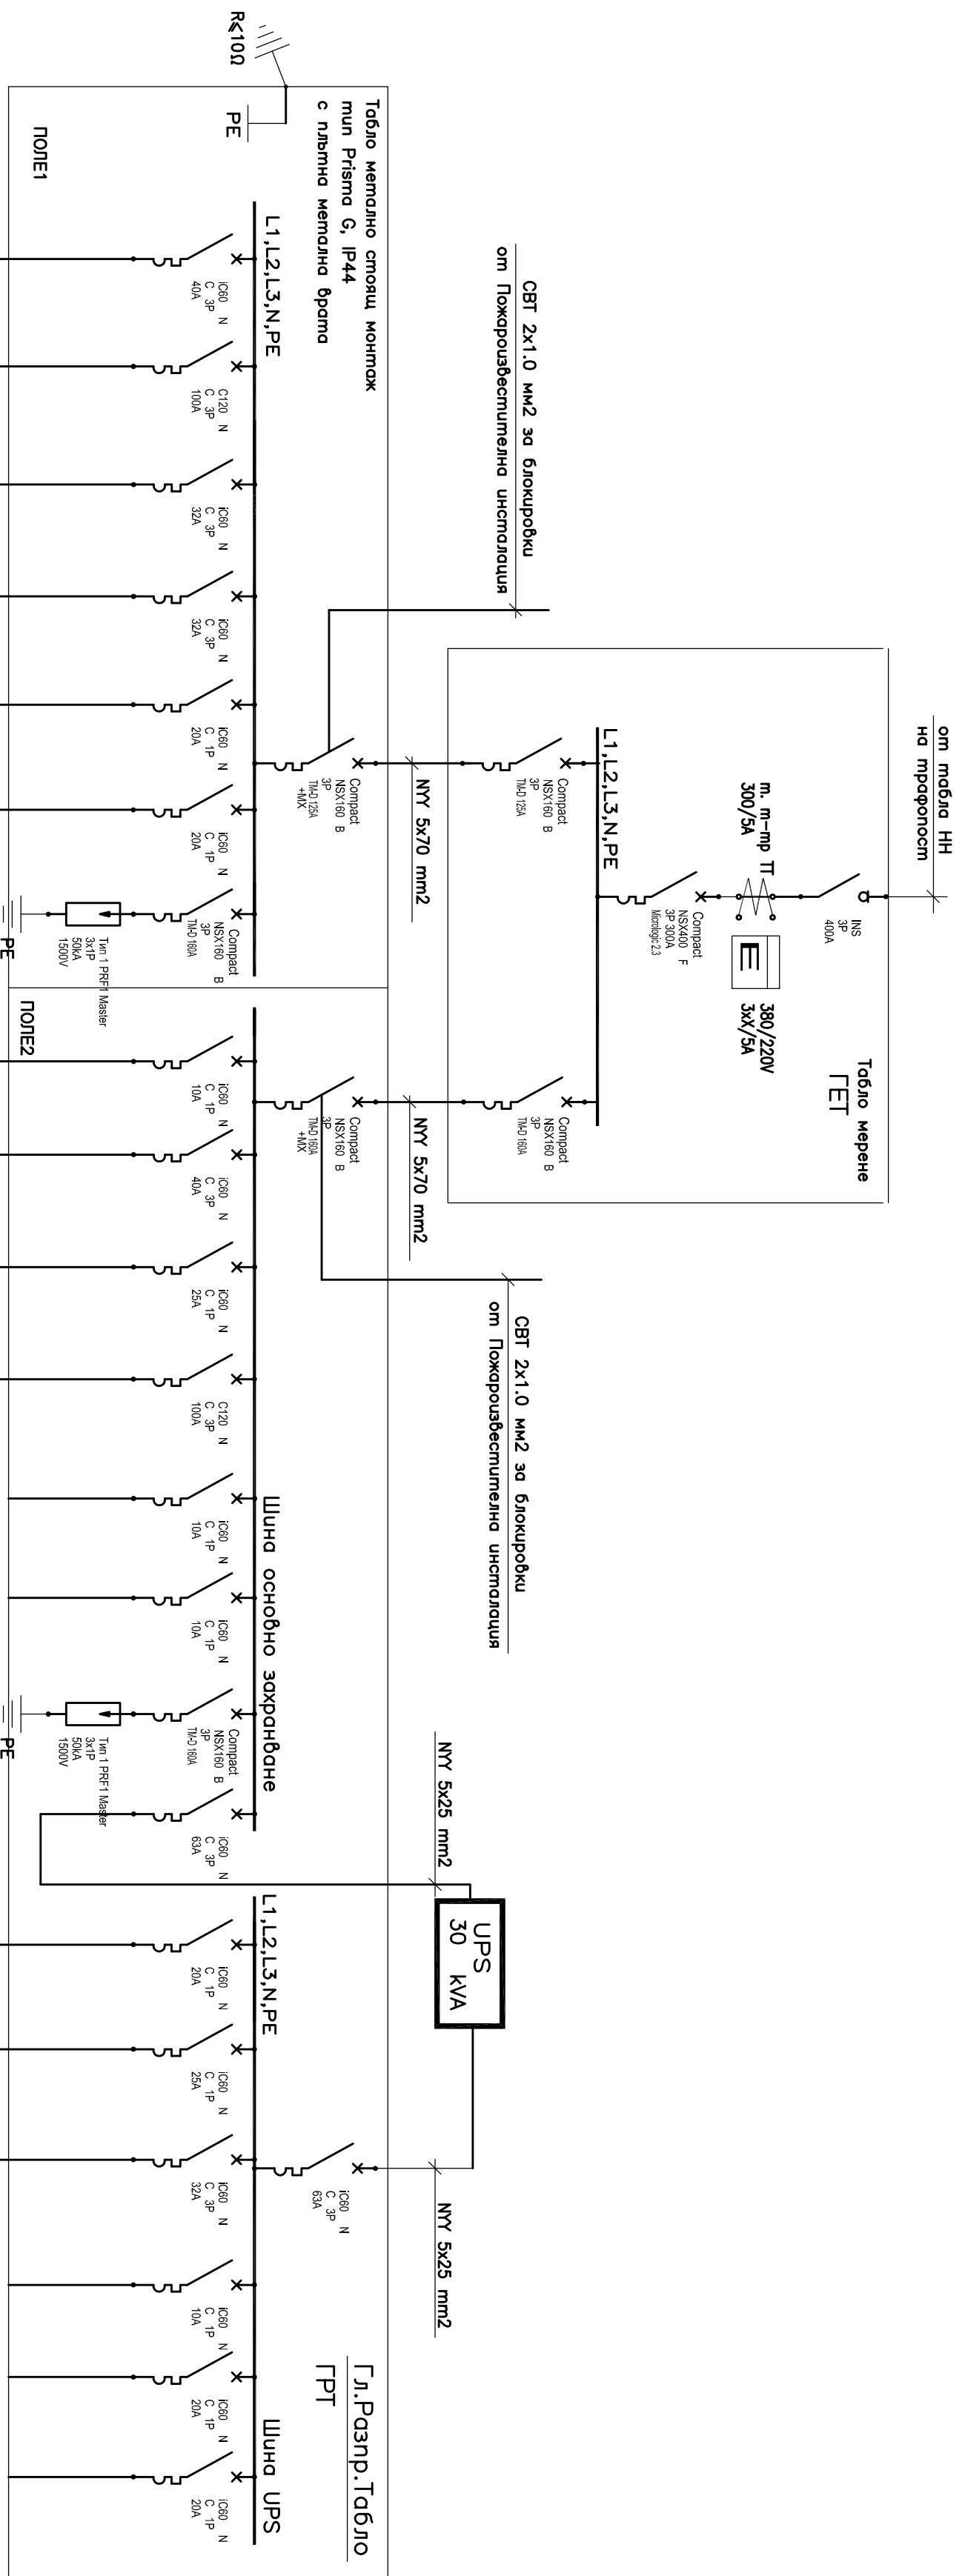 от табла НН
на трафопост
INS
3P
400A
Табло мерене
ГЕТ
т. т-тр ТТ
300/5A
E
380/220V
3xX/5A
Compact
NSX400 F
3P 300A
Micrologic 2.3
L1,L2,L3,N,PE
Compact
NSX160 B
3P
TM-D 125A
Compact
NSX160 B
3P
TM-D 160A
СВТ 2x1.0 мм2 за блокировки
от Пожароизвестителна инсталация
СВТ 2x1.0 мм2 за блокировки
от Пожароизвестителна инсталация
NYY 5x70 mm2
NYY 5x70 mm2
NYY 5x25 mm2
UPS
30 kVA
NYY 5x25 mm2
Табло метално стоящ монтаж
тип Prisma G, IP44
с плътна метална врата
Compact
NSX160 B
3P
TM-D 125A
+MX
Compact
NSX160 B
3P
TM-D 160A
+MX
iC60 N
C 3P
63A
Гл.Разпр.Табло
ГРТ
R≤10Ω
PE
L1,L2,L3,N,PE
Шина основно захранване
L1,L2,L3,N,PE
Шина UPS
iC60 N
C 3P
40A
C120 N
C 3P
100A
iC60 N
C 3P
32A
iC60 N
C 3P
32A
iC60 N
C 1P
20A
iC60 N
C 1P
20A
Compact
NSX160 B
3P
TM-D 160A
iC60 N
C 1P
10A
iC60 N
C 3P
40A
iC60 N
C 1P
25A
C120 N
C 3P
100A
iC60 N
C 1P
10A
iC60 N
C 1P
10A
Compact
NSX160 B
3P
TM-D 160A
iC60 N
C 3P
63A
iC60 N
C 1P
20A
iC60 N
C 1P
25A
iC60 N
C 3P
32A
iC60 N
C 1P
10A
iC60 N
C 1P
20A
iC60 N
C 1P
20A
Тип 1 PRF1 Master
3x1P
50kA
1500V
Тип 1 PRF1 Master
3x1P
50kA
1500V
ПОЛЕ1
PE
ПОЛЕ2
PE